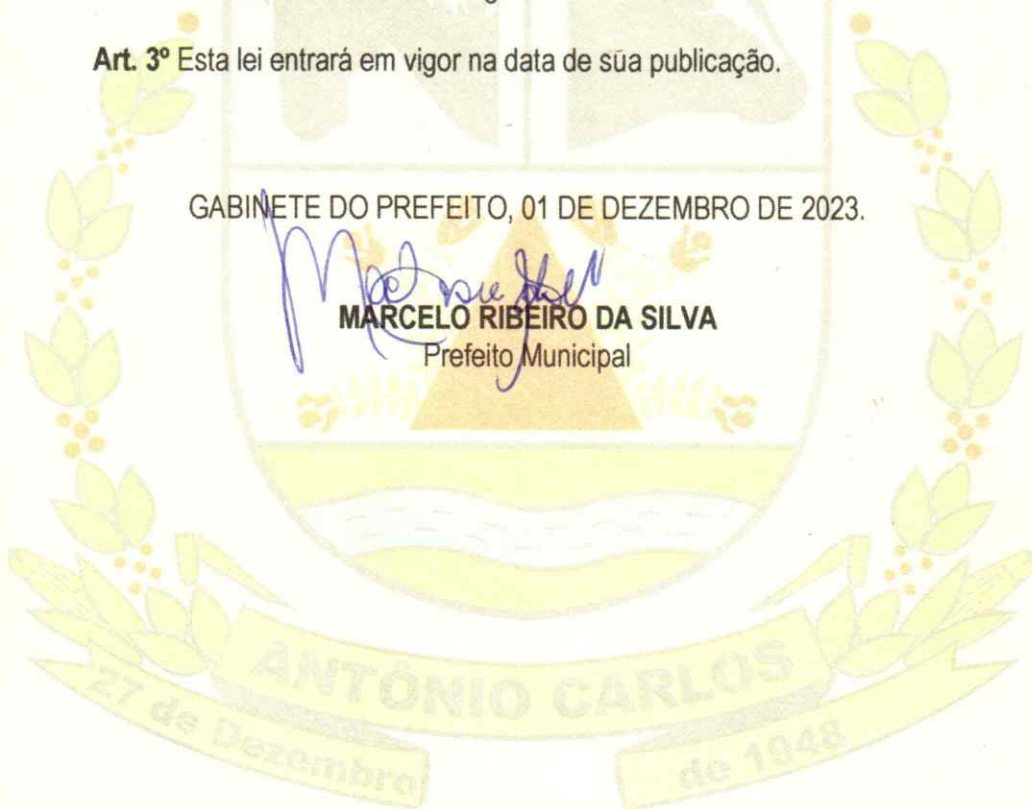 Art. 3º Esta lei entrará em vigor na data de sua publicação.
GABINETE DO PREFEITO, 01 DE DEZEMBRO DE 2023.
MARCELO RIBEIRO DA SILVA
Prefeito Municipal
ANTÔNIO CARLOS
27 de Dezembro de 1948